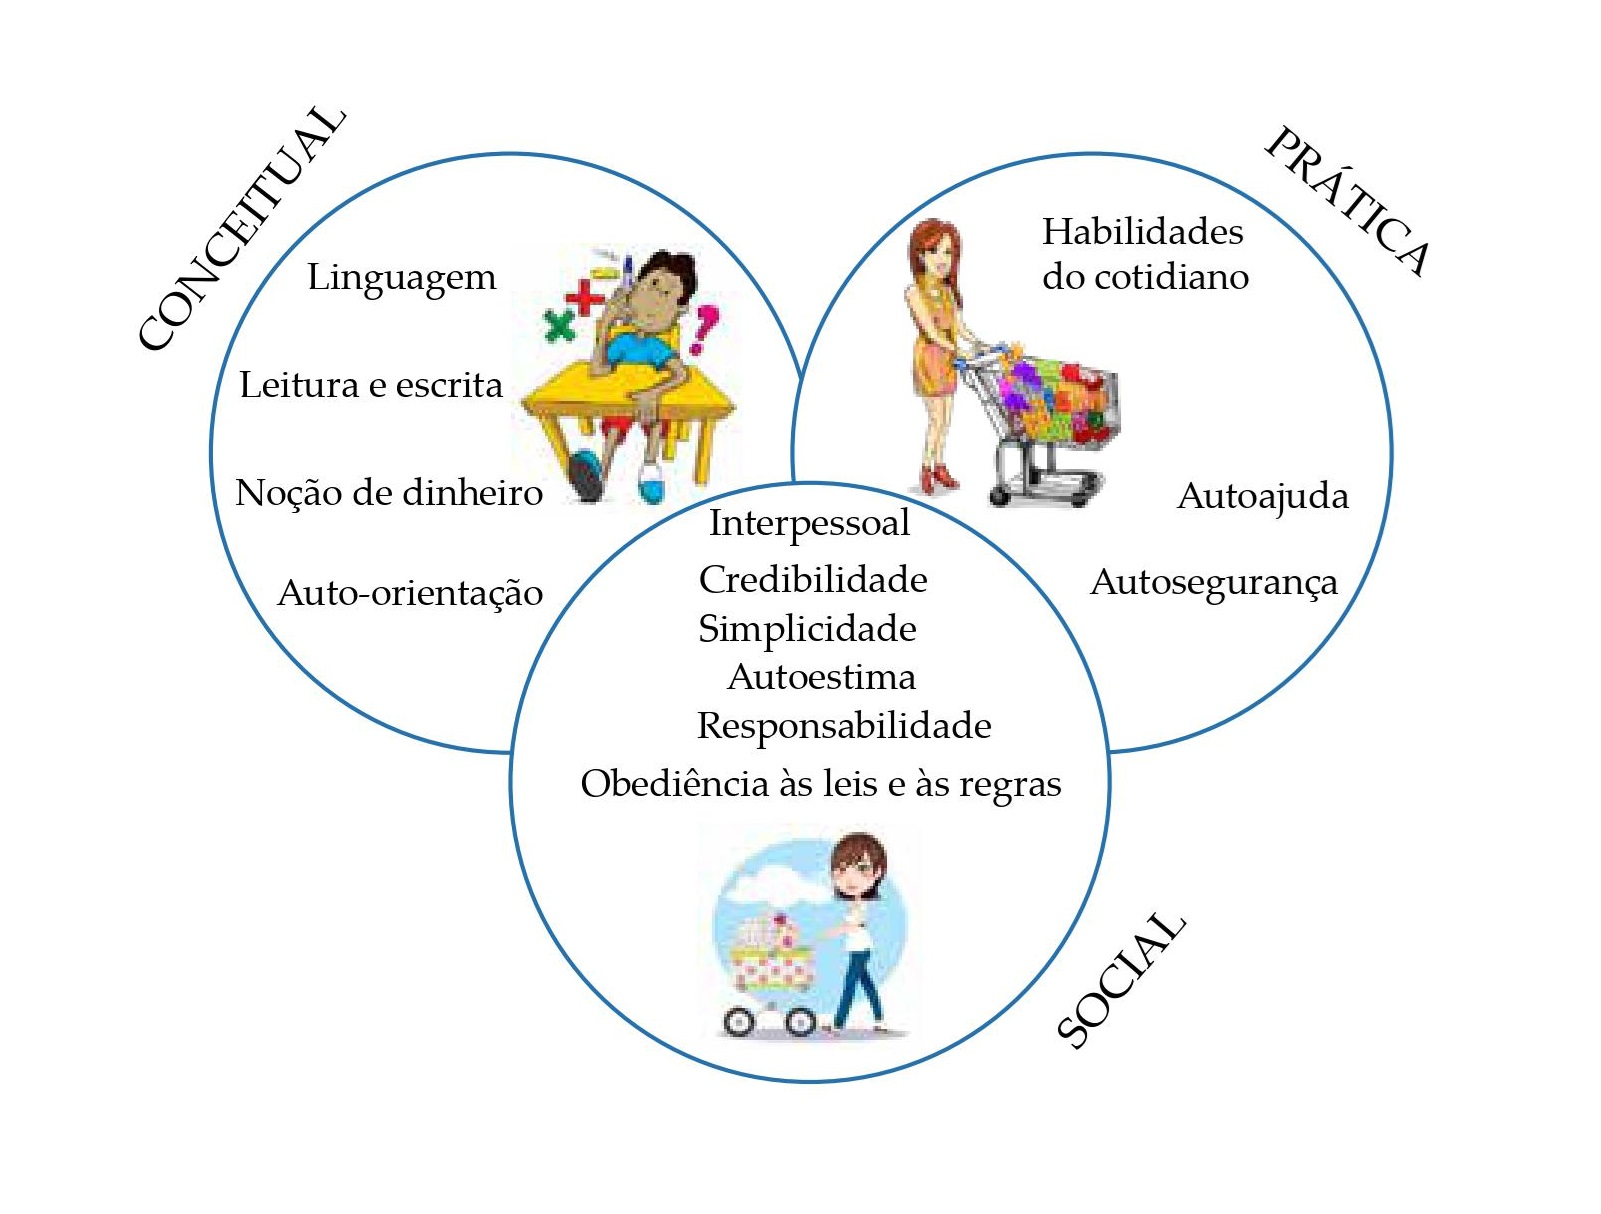 CONCEITUAL
Linguagem
Leitura e escrita
Noção de dinheiro
Auto-orientação
PRÁTICA
Habilidades
do cotidiano
Autoajuda
Autosegurança
Interpessoal
Credibilidade
Simplicidade
Autoestima
Responsabilidade
Obediência às leis e às regras
SOCIAL